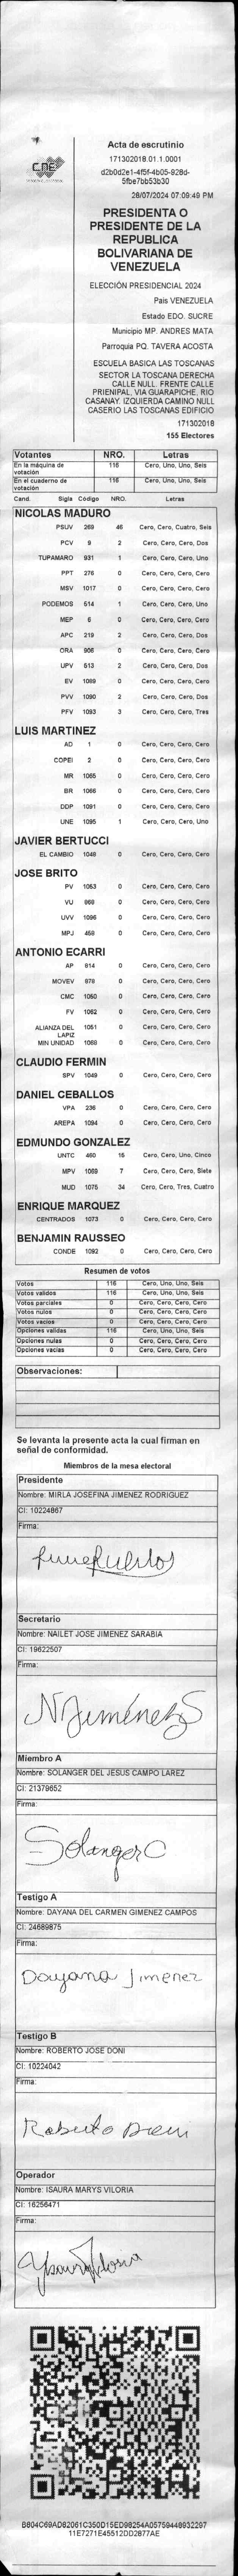 CNE
Acta de escrutinio
171302018.01.1.0001
d2b0d2e1-4f5f-4b05-928d-
5fbe7bb53b30
28/07/2024 07:09:49 PM
PRESIDENTA O
PRESIDENTE DE LA
REPUBLICA
BOLIVARIANA DE
VENEZUELA
ELECCIÓN PRESIDENCIAL 2024
Pais VENEZUELA
Estado EDO. SUCRE
Municipio MP. ANDRES MATA
Parroquia PQ. TAVERA ACOSTA
ESCUELA BASICA LAS TOSCANAS
SECTOR LA TOSCANA DERECHA
CALLE NULL. FRENTE CALLE
PRIENIPAL. VIA GUARAPICHE, RIO
CASANAY. IZQUIERDA CAMINO NULL
CASERIO LAS TOSCANAS EDIFICIO
171302018
155 Electores
Votantes NRO. Letras
En la máquina de votación 116 Cero, Uno, Uno, Seis
En el cuaderno de votación 116 Cero, Uno, Uno, Seis
Cand. Sigla Código NRO. Letras
NICOLAS MADURO
PSUV 269 46 Cero, Cero, Cuatro, Seis
PCV 9 2 Cero, Cero, Cero, Dos
TUPAMARO 931 1 Cero, Cero, Cero, Uno
PPT 276 0 Cero, Cero, Cero, Cero
MSV 1017 0 Cero, Cero, Cero, Cero
PODEMOS 514 1 Cero, Cero, Cero, Uno
MEP 6 0 Cero, Cero, Cero, Cero
APC 219 2 Cero, Cero, Cero, Dos
ORA 906 0 Cero, Cero, Cero, Cero
UPV 513 2 Cero, Cero, Cero, Dos
EV 1089 0 Cero, Cero, Cero, Cero
PVV 1090 2 Cero, Cero, Cero, Dos
PFV 1093 3 Cero, Cero, Cero, Tres
LUIS MARTINEZ
AD 1 0 Cero, Cero, Cero, Cero
COPEI 2 0 Cero, Cero, Cero, Cero
MR 1065 0 Cero, Cero, Cero, Cero
BR 1066 0 Cero, Cero, Cero, Cero
DDP 1091 0 Cero, Cero, Cero, Cero
UNE 1095 1 Cero, Cero, Cero, Uno
JAVIER BERTUCCI
EL CAMBIO 1048 0 Cero, Cero, Cero, Cero
JOSE BRITO
PV 1053 0 Cero, Cero, Cero, Cero
VU 868 0 Cero, Cero, Cero, Cero
UVV 1096 0 Cero, Cero, Cero, Cero
MPJ 458 0 Cero, Cero, Cero, Cero
ANTONIO ECARRI
AP 814 0 Cero, Cero, Cero, Cero
MOVEV 878 0 Cero, Cero, Cero, Cero
CMC 1050 0 Cero, Cero, Cero, Cero
FV 1052 0 Cero, Cero, Cero, Cero
ALIANZA DEL LAPIZ 1051 0 Cero, Cero, Cero, Cero
MIN UNIDAD 1068 0 Cero, Cero, Cero, Cero
CLAUDIO FERMIN
SPV 1049 0 Cero, Cero, Cero, Cero
DANIEL CEBALLOS
VPA 236 0 Cero, Cero, Cero, Cero
AREPA 1094 0 Cero, Cero, Cero, Cero
EDMUNDO GONZALEZ
UNTC 460 15 Cero, Cero, Uno, Cinco
MPV 1069 7 Cero, Cero, Cero, Siete
MUD 1075 34 Cero, Cero, Tres, Cuatro
ENRIQUE MARQUEZ
CENTRADOS 1073 0 Cero, Cero, Cero, Cero
BENJAMIN RAUSSEO
CONDE 1092 0 Cero, Cero, Cero, Cero
Resumen de votos
Votos 116 Cero, Uno, Uno, Seis
Votos validos 116 Cero, Uno, Uno, Seis
Votos parciales 0 Cero, Cero, Cero, Cero
Votos nulos 0 Cero, Cero, Cero, Cero
Votos vacios 0 Cero, Cero, Cero, Cero
Opciones validas 116 Cero, Uno, Uno, Seis
Opciones nulas 0 Cero, Cero, Cero, Cero
Opciones vacias 0 Cero, Cero, Cero, Cero
Observaciones:
Se levanta la presente acta la cual firman en
señal de conformidad.
Miembros de la mesa electoral
Presidente
Nombre: MIRLA JOSEFINA JIMENEZ RODRIGUEZ
CI: 10224867
Firma:
Secretario
Nombre: NAILET JOSE JIMENEZ SARABIA
CI: 19622507
Firma:
NJiménezS
Miembro A
Nombre: SOLANGER DEL JESUS CAMPO LAREZ
CI: 21379652
Firma:
Solanger C
Testigo A
Nombre: DAYANA DEL CARMEN GIMENEZ CAMPOS
CI: 24689875
Firma:
Dayana Jimenez
Testigo B
Nombre: ROBERTO JOSE DONI
CI: 10224042
Firma:
Roberto
Operador
Nombre: ISAURA MARYS VILORIA
CI: 16256471
Firma:
Ysaura Viloria
B604C69AD82061C350D15ED98254A05759448932297
11E7271E45512DD2877AE